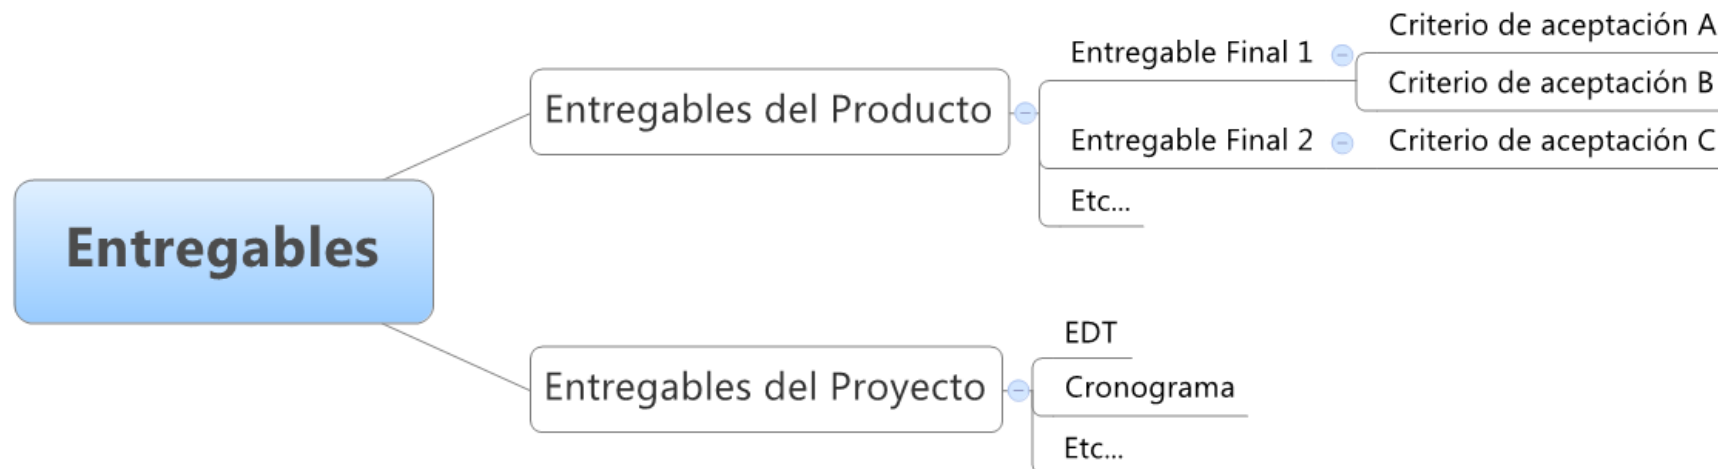 Entregables
Entregables del Producto
Entregable Final 1
Criterio de aceptación A
Criterio de aceptación B
Entregable Final 2
Criterio de aceptación C
Etc...
Entregables del Proyecto
EDT
Cronograma
Etc...